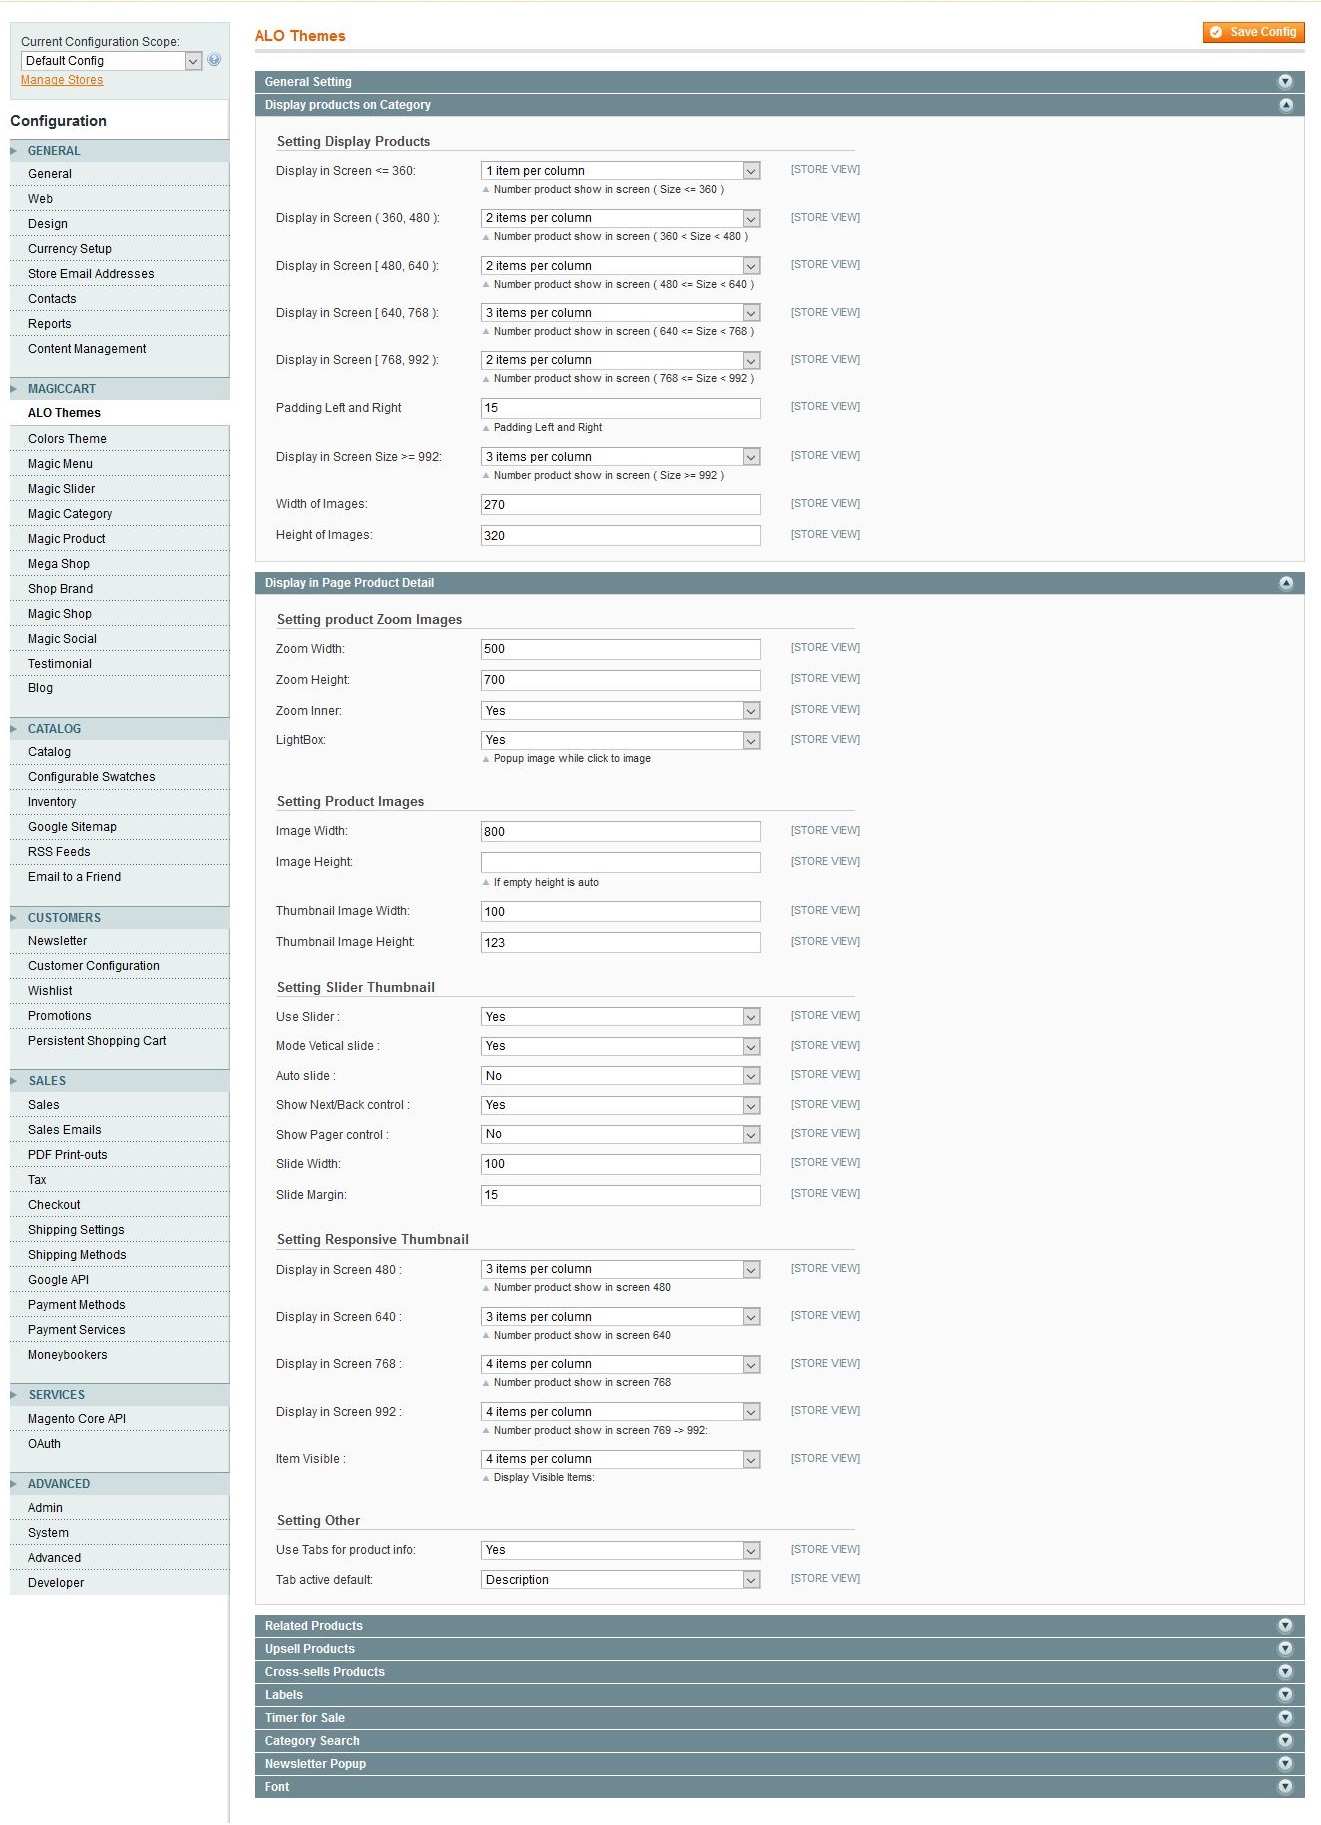 Current Configuration Scope:
Default Config
Manage Stores
Configuration
GENERAL
General
Web
Design
Currency Setup
Store Email Addresses
Contacts
Reports
Content Management
MAGICCART
ALO Themes
Colors Theme
Magic Menu
Magic Slider
Magic Category
Magic Product
Mega Shop
Shop Brand
Magic Shop
Magic Social
Testimonial
Blog
CATALOG
Catalog
Configurable Swatches
Inventory
Google Sitemap
RSS Feeds
Email to a Friend
CUSTOMERS
Newsletter
Customer Configuration
Wishlist
Promotions
Persistent Shopping Cart
SALES
Sales
Sales Emails
PDF Print-outs
Tax
Checkout
Shipping Settings
Shipping Methods
Google API
Payment Methods
Payment Services
Moneybookers
SERVICES
Magento Core API
OAuth
ADVANCED
Admin
System
Advanced
Developer
ALO Themes Save Config
General Setting
Display products on Category
Setting Display Products
Display in Screen <= 360: 1 item per column [STORE VIEW]
Number product show in screen ( Size <= 360 )
Display in Screen ( 360, 480 ): 2 items per column [STORE VIEW]
Number product show in screen ( 360 < Size < 480 )
Display in Screen [ 480, 640 ): 2 items per column [STORE VIEW]
Number product show in screen ( 480 <= Size < 640 )
Display in Screen [ 640, 768 ): 3 items per column [STORE VIEW]
Number product show in screen ( 640 <= Size < 768 )
Display in Screen [ 768, 992 ): 2 items per column [STORE VIEW]
Number product show in screen ( 768 <= Size < 992 )
Padding Left and Right 15 [STORE VIEW]
Padding Left and Right
Display in Screen Size >= 992: 3 items per column [STORE VIEW]
Number product show in screen ( Size >= 992 )
Width of Images: 270 [STORE VIEW]
Height of Images: 320 [STORE VIEW]
Display in Page Product Detail
Setting product Zoom Images
Zoom Width: 500 [STORE VIEW]
Zoom Height: 700 [STORE VIEW]
Zoom Inner: Yes [STORE VIEW]
LightBox: Yes [STORE VIEW]
Popup image while click to image
Setting Product Images
Image Width: 800 [STORE VIEW]
Image Height: [STORE VIEW]
If empty height is auto
Thumbnail Image Width: 100 [STORE VIEW]
Thumbnail Image Height: 123 [STORE VIEW]
Setting Slider Thumbnail
Use Slider : Yes [STORE VIEW]
Mode Vetical slide : Yes [STORE VIEW]
Auto slide : No [STORE VIEW]
Show Next/Back control : Yes [STORE VIEW]
Show Pager control : No [STORE VIEW]
Slide Width: 100 [STORE VIEW]
Slide Margin: 15 [STORE VIEW]
Setting Responsive Thumbnail
Display in Screen 480 : 3 items per column [STORE VIEW]
Number product show in screen 480
Display in Screen 640 : 3 items per column [STORE VIEW]
Number product show in screen 640
Display in Screen 768 : 4 items per column [STORE VIEW]
Number product show in screen 768
Display in Screen 992 : 4 items per column [STORE VIEW]
Number product show in screen 769 -> 992:
Item Visible : 4 items per column [STORE VIEW]
Display Visible Items:
Setting Other
Use Tabs for product info: Yes [STORE VIEW]
Tab active default: Description [STORE VIEW]
Related Products
Upsell Products
Cross-sells Products
Labels
Timer for Sale
Category Search
Newsletter Popup
Font